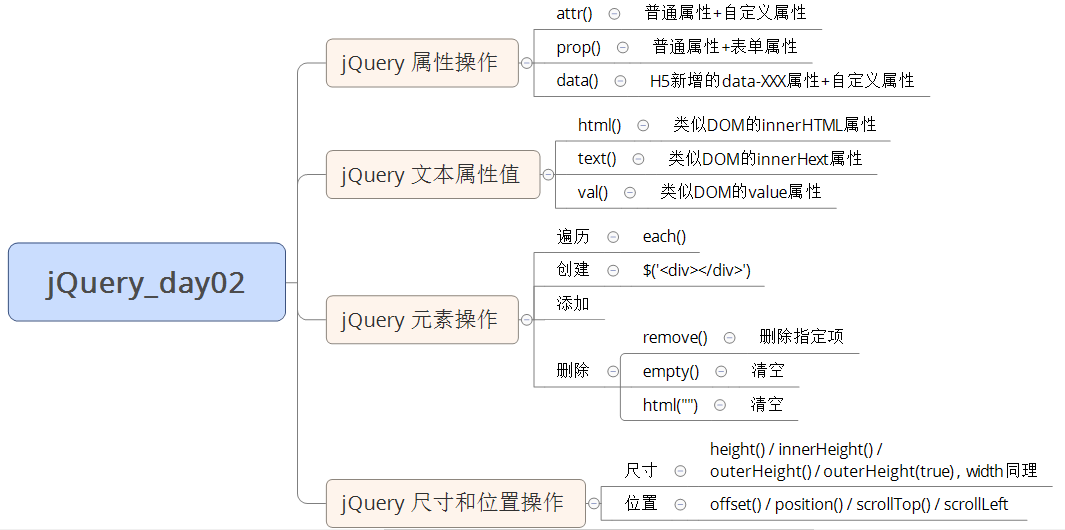 jQuery_day02
jQuery 属性操作
attr() 普通属性+自定义属性
prop() 普通属性+表单属性
data() H5新增的data-XXX属性+自定义属性
jQuery 文本属性值
html() 类似DOM的innerHTML属性
text() 类似DOM的innerHext属性
val() 类似DOM的value属性
jQuery 元素操作
遍历 each()
创建 $('<div></div>')
添加
删除
remove() 删除指定项
empty() 清空
html("") 清空
jQuery 尺寸和位置操作
尺寸
height() / innerHeight() /
outerHeight() / outerHeight(true) , width同理
位置 offset() / position() / scrollTop() / scrollLeft